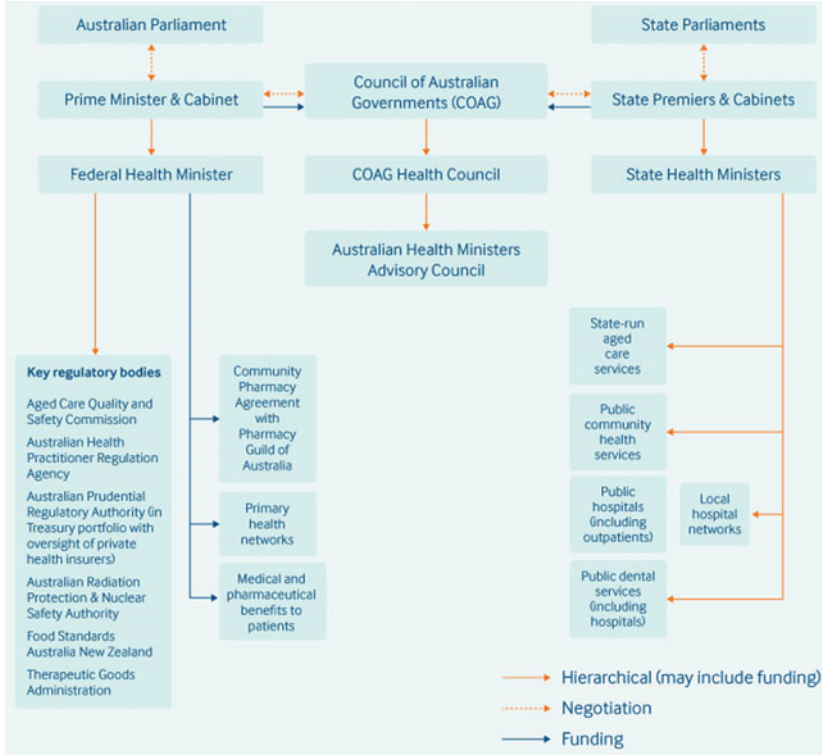 Australian Parliament
State Parliaments
Prime Minister & Cabinet
Council of Australian
Governments (COAG)
State Premiers & Cabinets
Federal Health Minister
COAG Health Council
State Health Ministers
Australian Health Ministers
Advisory Council
Key regulatory bodies
Aged Care Quality and
Safety Commission
Australian Health
Practitioner Regulation
Agency
Australian Prudential
Regulatory Authority (in
Treasury portfolio with
oversight of private
health insurers)
Australian Radiation
Protection & Nuclear
Safety Authority
Food Standards
Australia New Zealand
Therapeutic Goods
Administration
Community
Pharmacy
Agreement
with
Pharmacy
Guild of
Australia
Primary
health
networks
Medical and
pharmaceutical
benefits to
patients
State-run
aged
care
services
Public
community
health
services
Public
hospitals
(including
outpatients)
Local
hospital
networks
Public dental
services
(including
hospitals)
Hierarchical (may include funding)
Negotiation
Funding